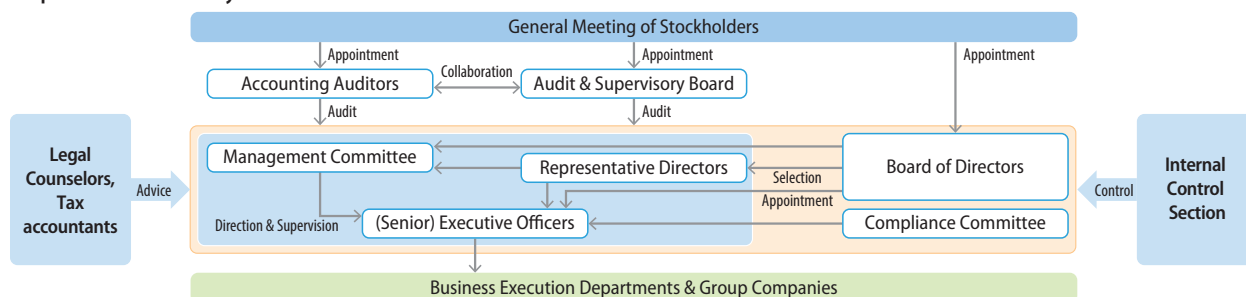 General Meeting of Stockholders
Appointment
Appointment
Appointment
Accounting Auditors
Collaboration
Audit & Supervisory Board
Audit
Audit
Legal
Counselors,
Tax
accountants
Advice
Management Committee
Representative Directors
Board of Directors
Selection
Appointment
Direction & Supervision
(Senior) Executive Officers
Compliance Committee
Control
Internal
Control
Section
Business Execution Departments & Group Companies